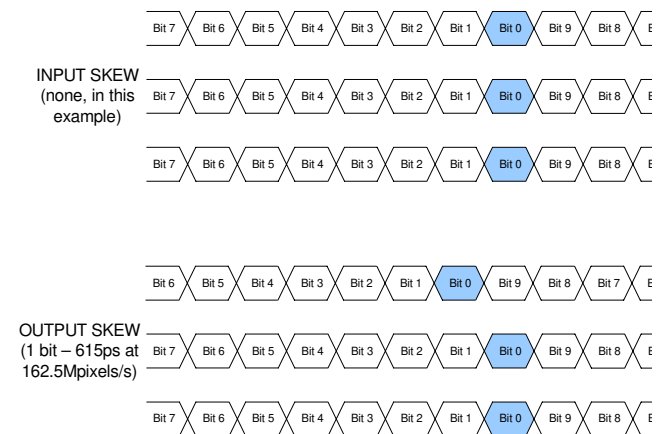 Bit 7 Bit 6 Bit 5 Bit 4 Bit 3 Bit 2 Bit 1 Bit 0 Bit 9 Bit 8
INPUT SKEW
(none, in this
example)
Bit 7 Bit 6 Bit 5 Bit 4 Bit 3 Bit 2 Bit 1 Bit 0 Bit 9 Bit 8
Bit 7 Bit 6 Bit 5 Bit 4 Bit 3 Bit 2 Bit 1 Bit 0 Bit 9 Bit 8
Bit 6 Bit 5 Bit 4 Bit 3 Bit 2 Bit 1 Bit 0 Bit 9 Bit 8 Bit 7
OUTPUT SKEW
(1 bit – 615ps at
162.5Mpixels/s)
Bit 7 Bit 6 Bit 5 Bit 4 Bit 3 Bit 2 Bit 1 Bit 0 Bit 9 Bit 8
Bit 7 Bit 6 Bit 5 Bit 4 Bit 3 Bit 2 Bit 1 Bit 0 Bit 9 Bit 8